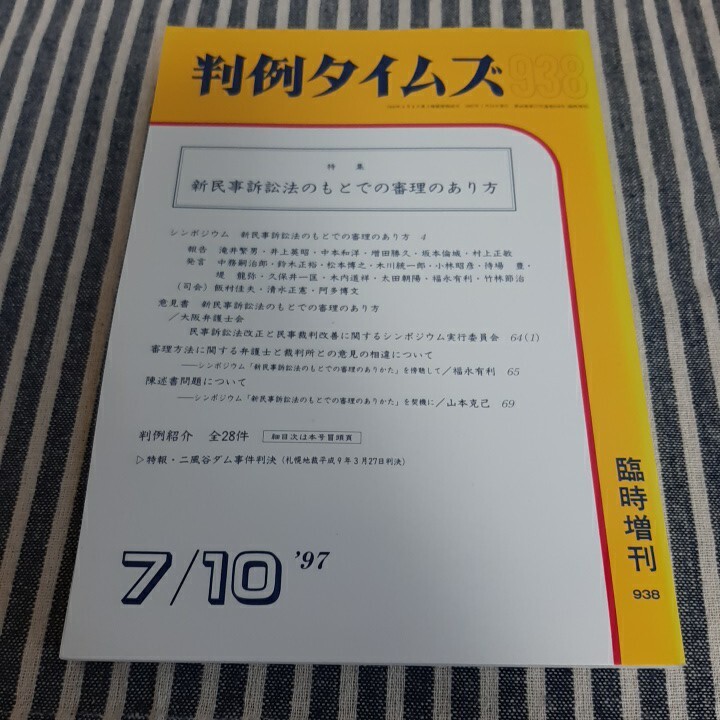 判例タイムズ938
特集
新民事訴訟法のもとでの審理のあり方
シンポジウム 新民事訴訟法のもとでの審理のあり方 4
報告 滝井繁男・井上英昭・中本和洋・増田勝久・坂本倫城・村上正敏
発言 中務嗣治郎・鈴木正裕・松本博之・木川統一郎・小林昭彦・待場 豊・
堤 龍弥・久保井一匡・木内道祥・太田朝陽・福永有利・竹林節治
(司会) 飯村佳夫・清水正憲・阿多博文
意見書 新民事訴訟法のもとでの審理のあり方
/大阪弁護士会
民事訴訟法改正と民事裁判改善に関するシンポジウム実行委員会 64(1)
審理方法に関する弁護士と裁判所との意見の相違について
——シンポジウム「新民事訴訟法のもとでの審理のありかた」を傍聴して/福永有利 65
陳述書問題について
——シンポジウム「新民事訴訟法のもとでの審理のありかた」を契機に/山本克己 69
判例紹介 全28件 細目次は本号冒頭頁
▷特報・二風谷ダム事件判決(札幌地裁平成9年3月27日判決)
7/10 '97
臨時増刊
938